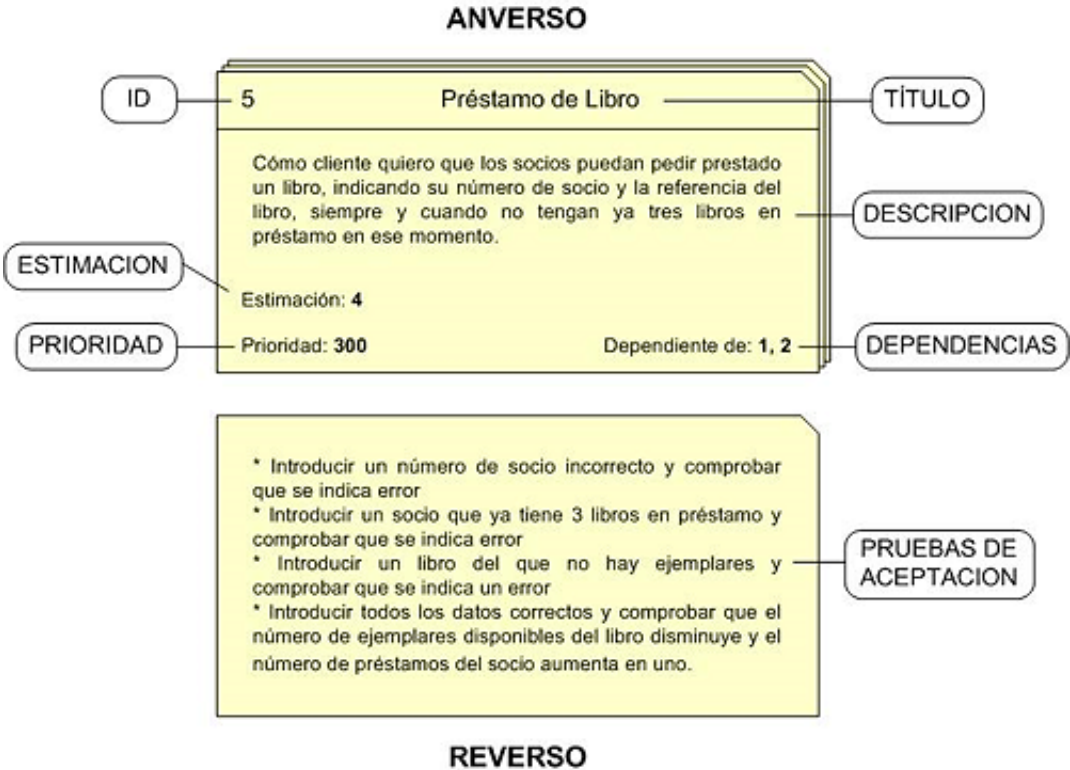 ANVERSO
ID
5
Préstamo de Libro
TÍTULO
Cómo cliente quiero que los socios puedan pedir prestado
un libro, indicando su número de socio y la referencia del
libro, siempre y cuando no tengan ya tres libros en
préstamo en ese momento.
DESCRIPCION
ESTIMACION
Estimación: 4
PRIORIDAD
Prioridad: 300
Dependiente de: 1, 2
DEPENDENCIAS
* Introducir un número de socio incorrecto y comprobar
que se indica error
* Introducir un socio que ya tiene 3 libros en préstamo y
comprobar que se indica error
* Introducir un libro del que no hay ejemplares y
comprobar que se indica un error
* Introducir todos los datos correctos y comprobar que el
número de ejemplares disponibles del libro disminuye y el
número de préstamos del socio aumenta en uno.
PRUEBAS DE
ACEPTACION
REVERSO